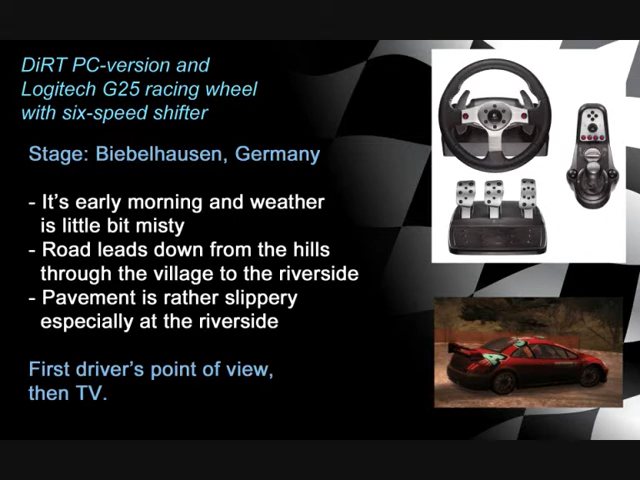 DiRT PC-version and
Logitech G25 racing wheel
with six-speed shifter
Stage: Biebelhausen, Germany
- It's early morning and weather
is little bit misty
- Road leads down from the hills
through the village to the riverside
- Pavement is rather slippery
especially at the riverside
First driver's point of view,
then TV.